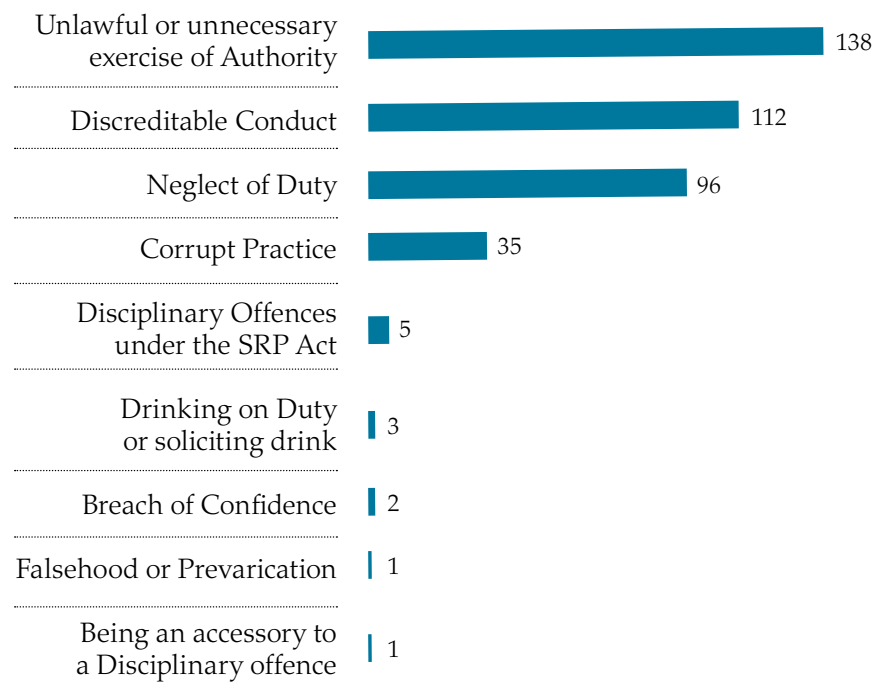 Unlawful or unnecessary
exercise of Authority
138
Discreditable Conduct
112
Neglect of Duty
96
Corrupt Practice
35
Disciplinary Offences
under the SRP Act
5
Drinking on Duty
or soliciting drink
3
Breach of Confidence
2
Falsehood or Prevarication
1
Being an accessory to
a Disciplinary offence
1